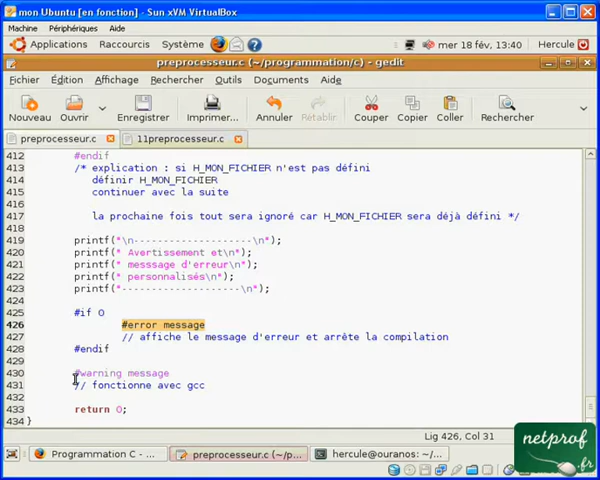 mon Ubuntu [en fonction] - Sun xVM VirtualBox
Machine Périphériques Aide
Applications Raccourcis Système mer 18 fév, 13:40 Hercule
preprocesseur.c (~/programmation/c) - gedit
Fichier Édition Affichage Rechercher Outils Documents Aide
Nouveau Ouvrir Enregistrer Imprimer... Annuler Rétablir Couper Copier Coller Rechercher
preprocesseur.c 11preprocesseur.c
412 #endif
413 /* explication : si H_MON_FICHIER n'est pas défini
414 définir H_MON_FICHIER
415 continuer avec la suite
416
417 la prochaine fois tout sera ignoré car H_MON_FICHIER sera déjà défini */
418
419 printf("\n--------------------\n");
420 printf(" Avertissement et\n");
421 printf(" messsage d'erreur\n");
422 printf(" personnalisés\n");
423 printf("--------------------\n");
424
425 #if 0
426 #error message
427 // affiche le message d'erreur et arrête la compilation
428 #endif
429
430 #warning message
431 // fonctionne avec gcc
432
433 return 0;
434 }
Lig 426, Col 31
Programmation C - ... preprocesseur.c (~/p... hercule@ouranos: ~/...
netprof
.fr